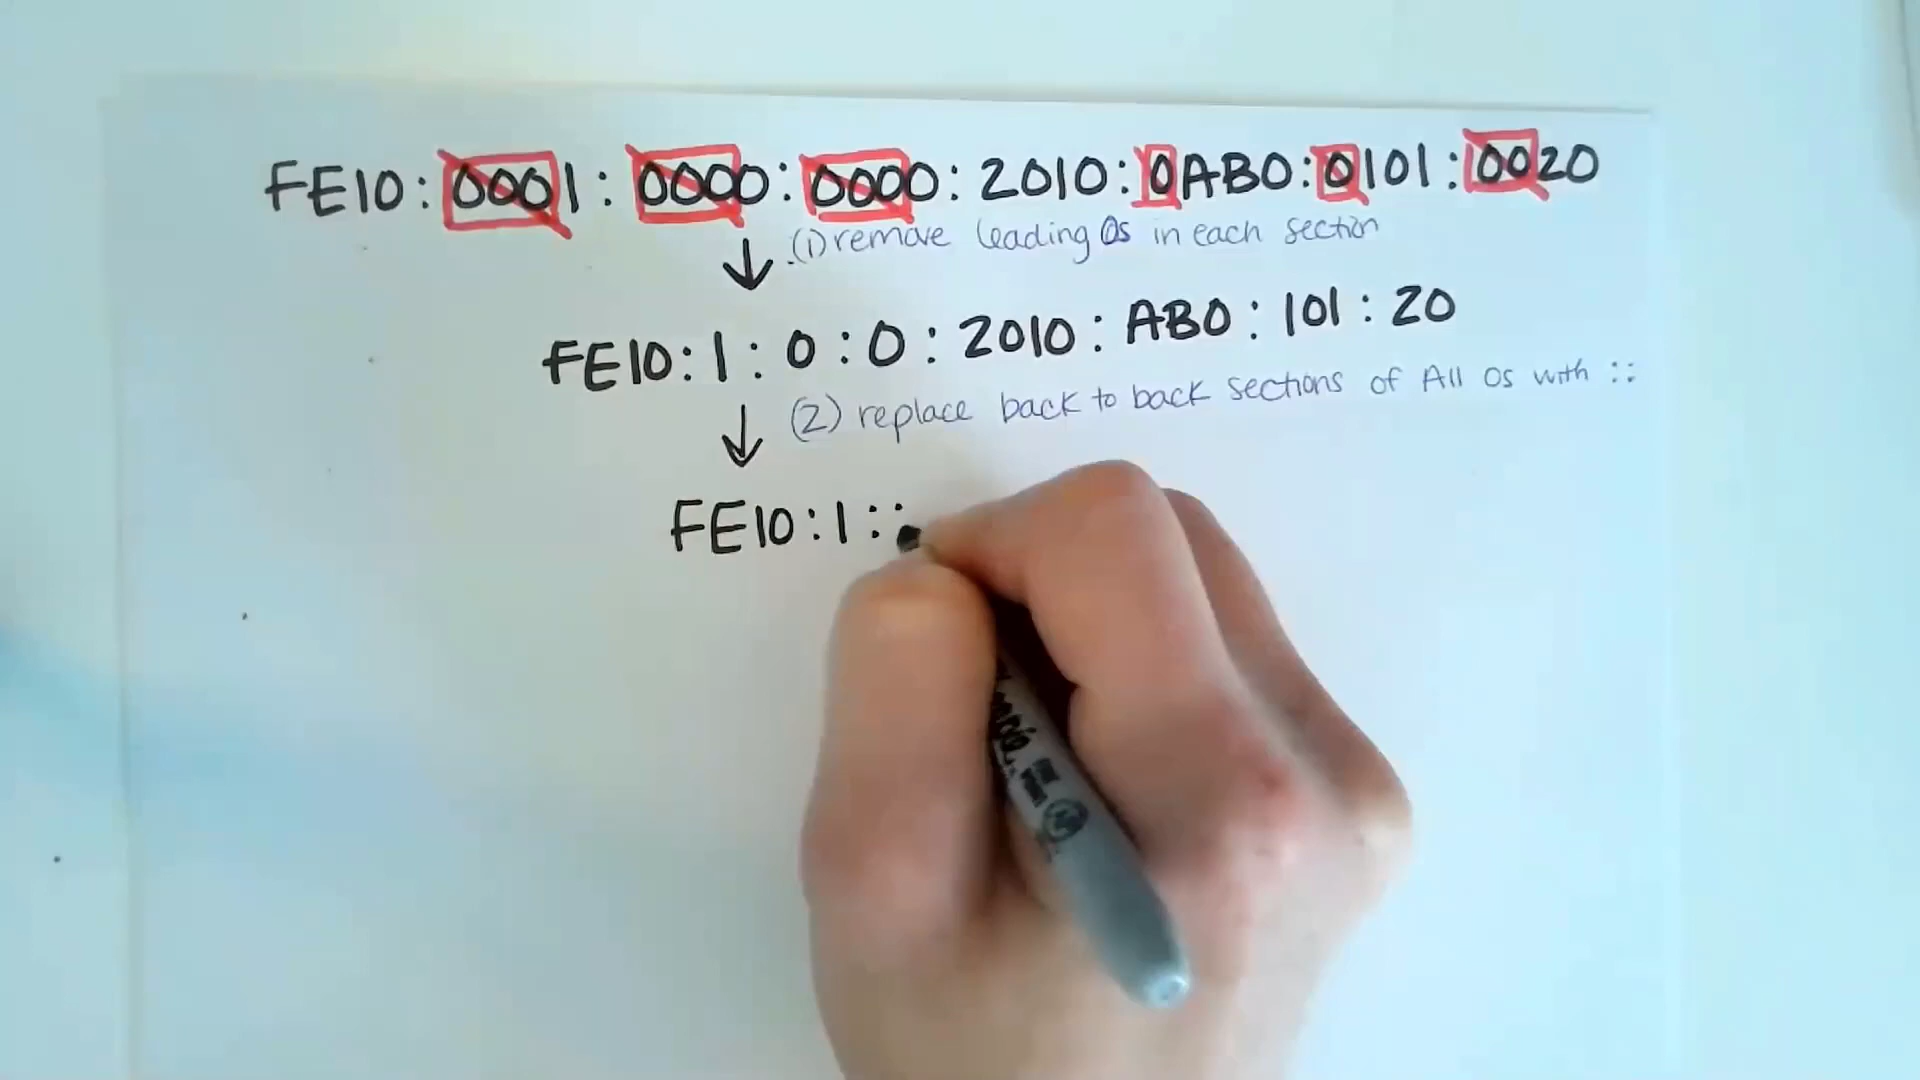 FE10:0001:0000:0000:2010:0AB0:0101:0020
(1) remove leading 0s in each section
FE10:1:0:0:2010:AB0:101:20
(2) replace back to back sections of All 0s with ::
FE10:1::